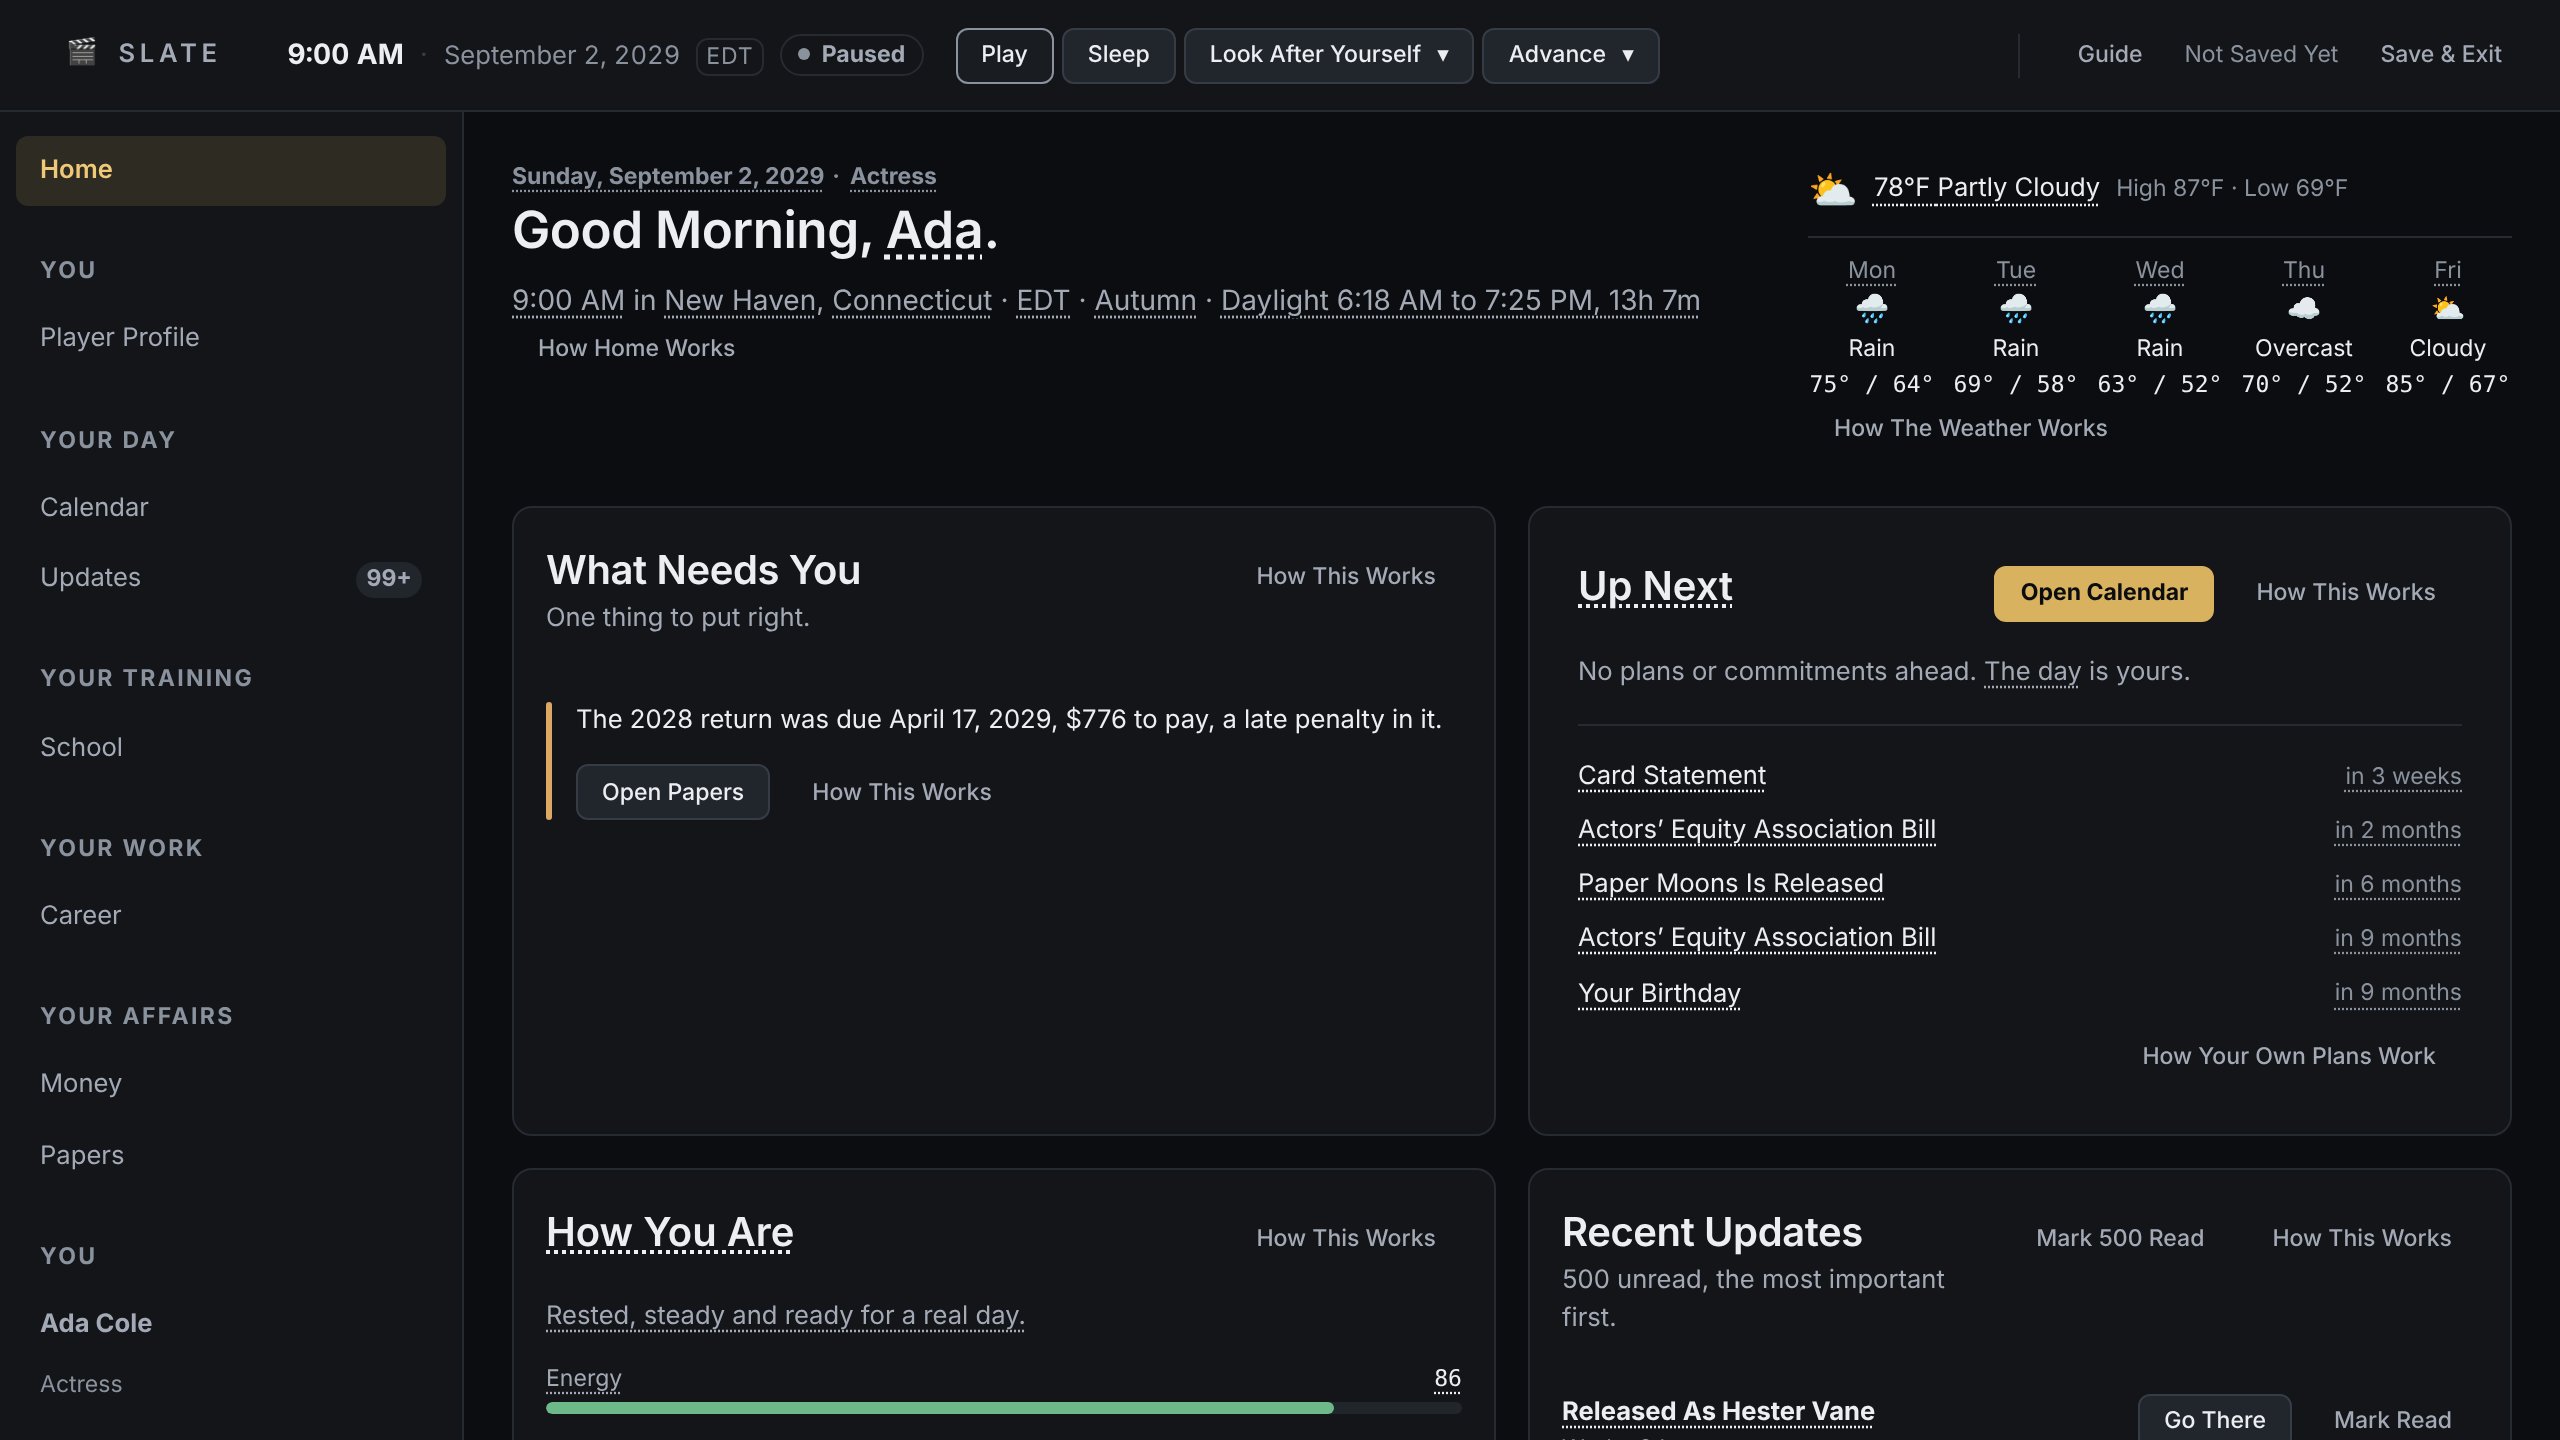 SLATE
9:00 AM · September 2, 2029 EDT Paused
Play
Sleep
Look After Yourself ▼
Advance ▼
Guide
Not Saved Yet
Save & Exit
Home
YOU
Player Profile
YOUR DAY
Calendar
Updates 99+
YOUR TRAINING
School
YOUR WORK
Career
YOUR AFFAIRS
Money
Papers
YOU
Ada Cole
Actress
Sunday, September 2, 2029 · Actress
Good Morning, Ada.
9:00 AM in New Haven, Connecticut · EDT · Autumn · Daylight 6:18 AM to 7:25 PM, 13h 7m
How Home Works
78°F Partly Cloudy High 87°F · Low 69°F
Mon Tue Wed Thu Fri
Rain Rain Rain Overcast Cloudy
75° / 64° 69° / 58° 63° / 52° 70° / 52° 85° / 67°
How The Weather Works
What Needs You
How This Works
One thing to put right.
The 2028 return was due April 17, 2029, $776 to pay, a late penalty in it.
Open Papers
How This Works
Up Next
Open Calendar
How This Works
No plans or commitments ahead. The day is yours.
Card Statement in 3 weeks
Actors’ Equity Association Bill in 2 months
Paper Moons Is Released in 6 months
Actors’ Equity Association Bill in 9 months
Your Birthday in 9 months
How Your Own Plans Work
How You Are
How This Works
Rested, steady and ready for a real day.
Energy 86
Recent Updates
Mark 500 Read
How This Works
500 unread, the most important
first.
Released As Hester Vane
Go There
Mark Read